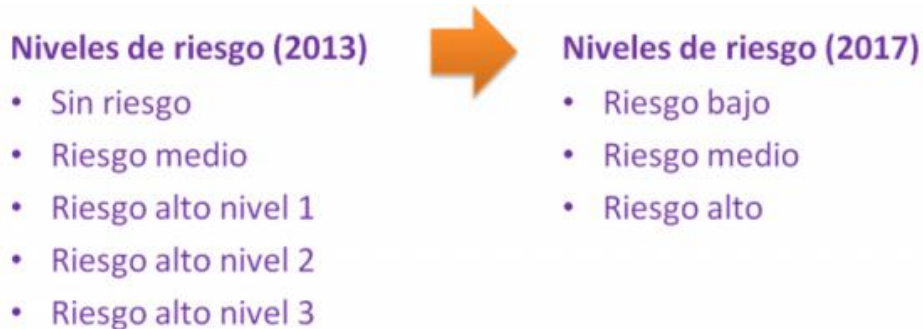 Niveles de riesgo (2013)
• Sin riesgo
• Riesgo medio
• Riesgo alto nivel 1
• Riesgo alto nivel 2
• Riesgo alto nivel 3
Niveles de riesgo (2017)
• Riesgo bajo
• Riesgo medio
• Riesgo alto